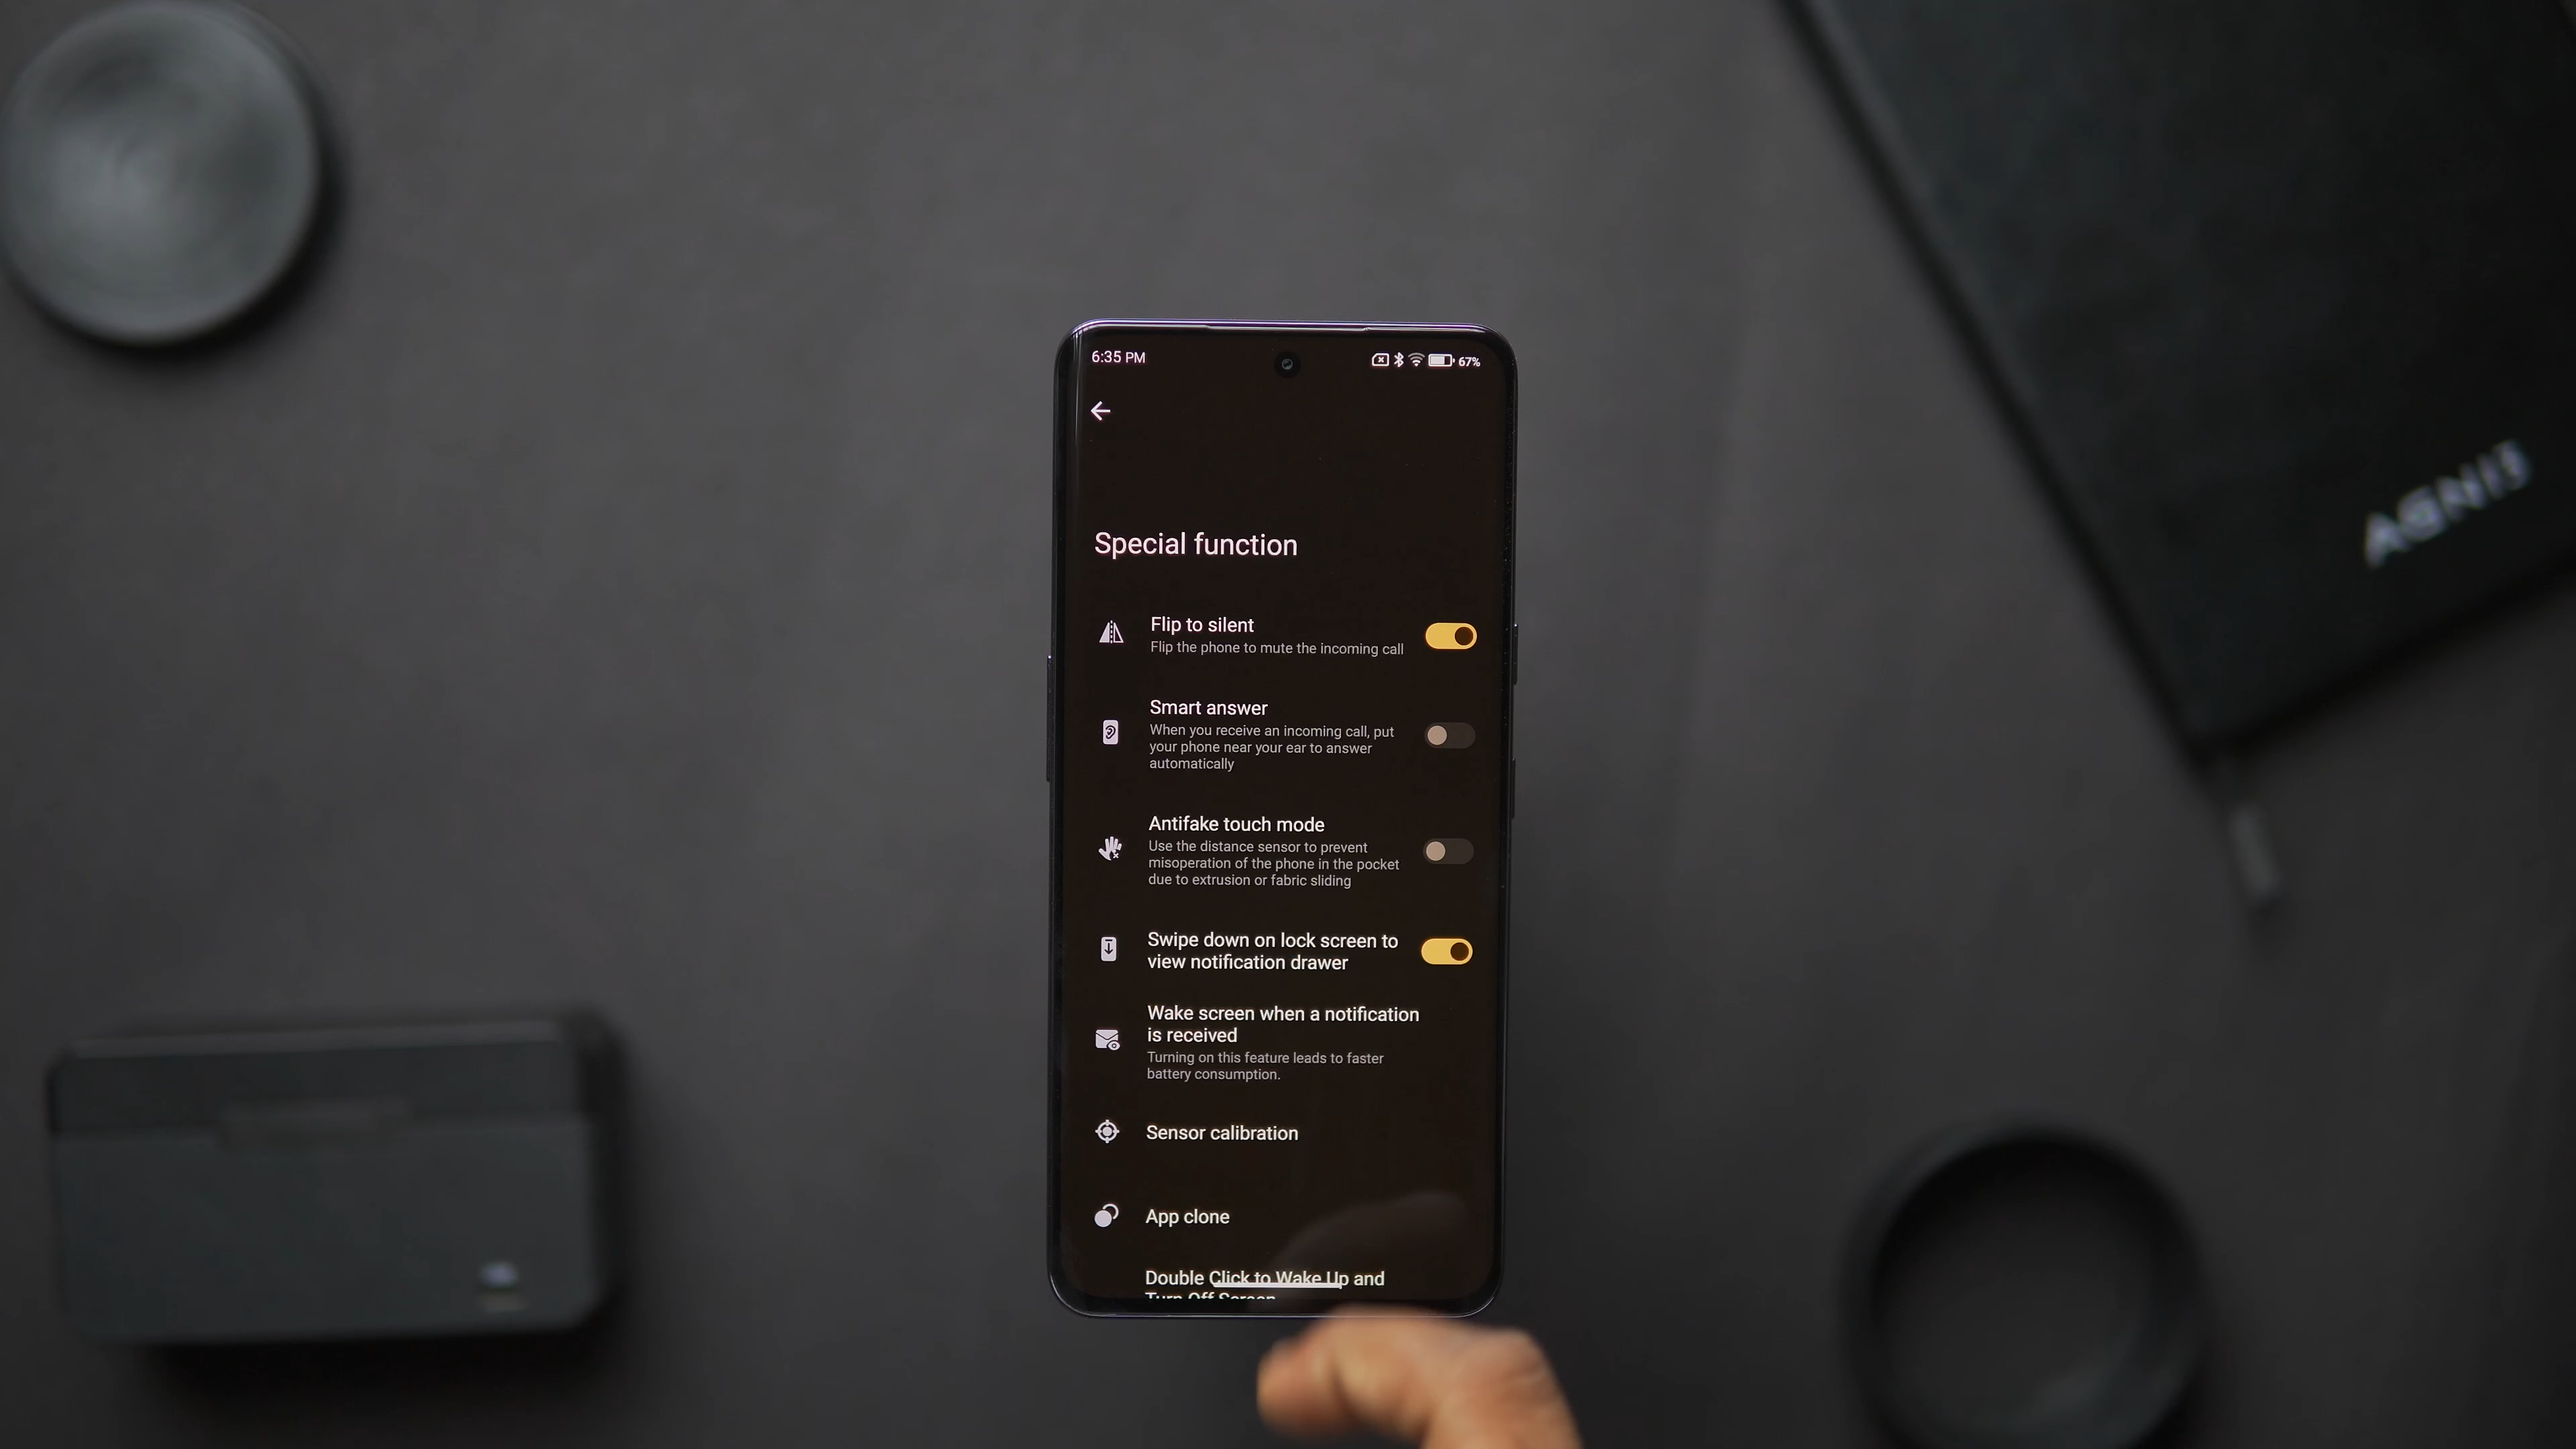 6:35 PM
67%
Special function
Flip to silent
Flip the phone to mute the incoming call
Smart answer
When you receive an incoming call, put
your phone near your ear to answer
automatically
Antifake touch mode
Use the distance sensor to prevent
misoperation of the phone in the pocket
due to extrusion or fabric sliding
Swipe down on lock screen to
view notification drawer
Wake screen when a notification
is received
Turning on this feature leads to faster
battery consumption.
Sensor calibration
App clone
Double Click to Wake Up and
Turn Off Screen